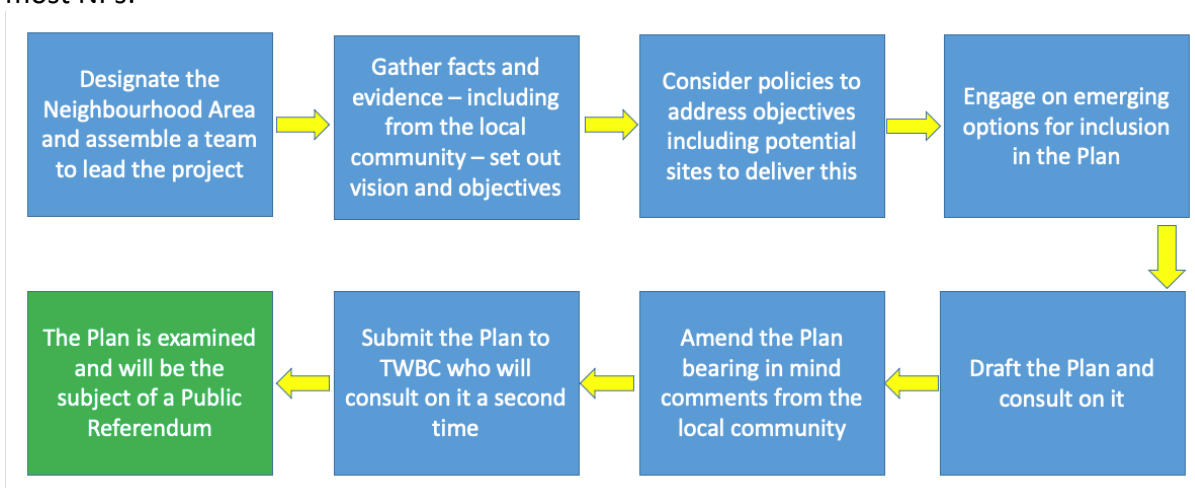 most NPs.
Designate the
Neighbourhood Area
and assemble a team
to lead the project
Gather facts and
evidence – including
from the local
community – set out
vision and objectives
Consider policies to
address objectives
including potential
sites to deliver this
Engage on emerging
options for inclusion
in the Plan
Draft the Plan and
consult on it
Amend the Plan
bearing in mind
comments from the
local community
Submit the Plan to
TWBC who will
consult on it a second
time
The Plan is examined
and will be the
subject of a Public
Referendum